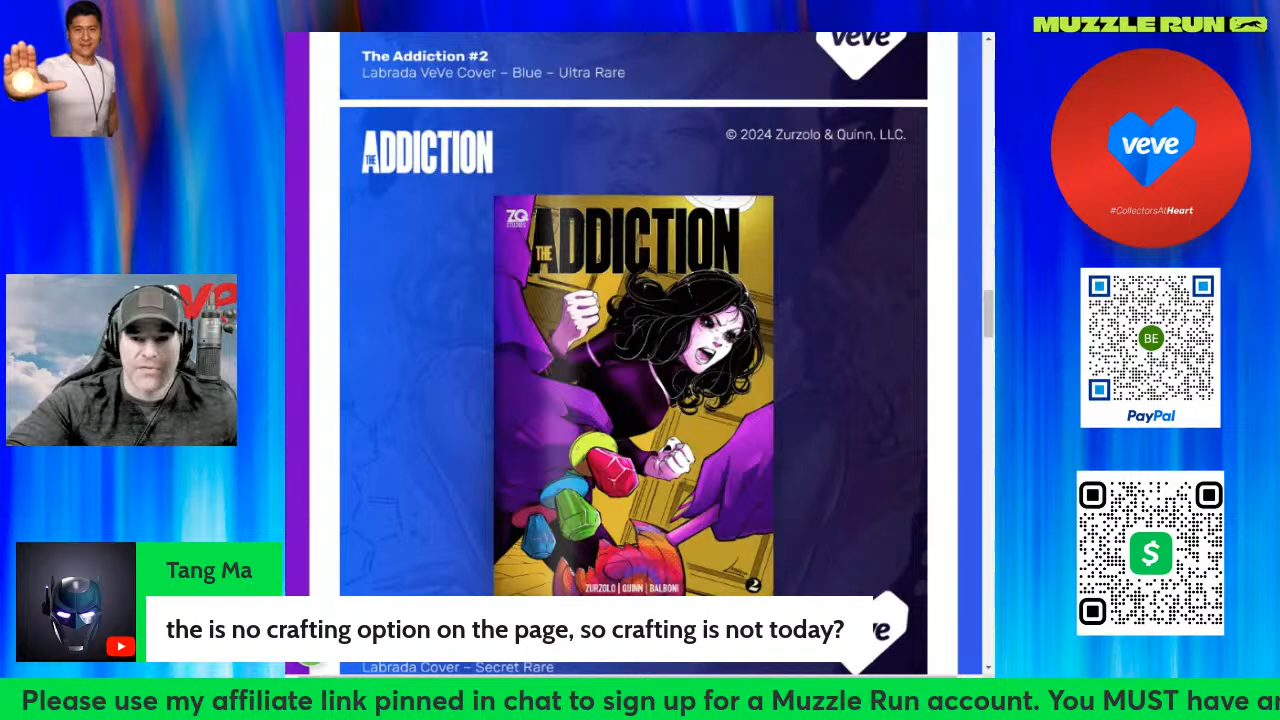 MUZZLE RUN
veve
The Addiction #2
Labrada VeVe Cover – Blue – Ultra Rare
THE ADDICTION
© 2024 Zurzolo & Quinn, LLC.
veve
#CollectorsAtHeart
ZQ
THE ADDICTION
BE
PayPal
$
Tang Ma
ZURZOLO | QUINN | BALBONI
2
the is no crafting option on the page, so crafting is not today?
Labrada Cover – Secret Rare
Please use my affiliate link pinned in chat to sign up for a Muzzle Run account. You MUST have